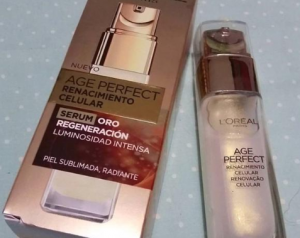 NUEVO
AGE PERFECT
RENACIMIENTO
CELULAR
SERUM ORO
REGENERACIÓN
LUMINOSIDAD INTENSA
PIEL SUBLIMADA, RADIANTE
L'ORÉAL
PARIS
AGE
PERFECT
RENACIMIENTO
CELULAR
RENOVAÇÃO
CELULAR